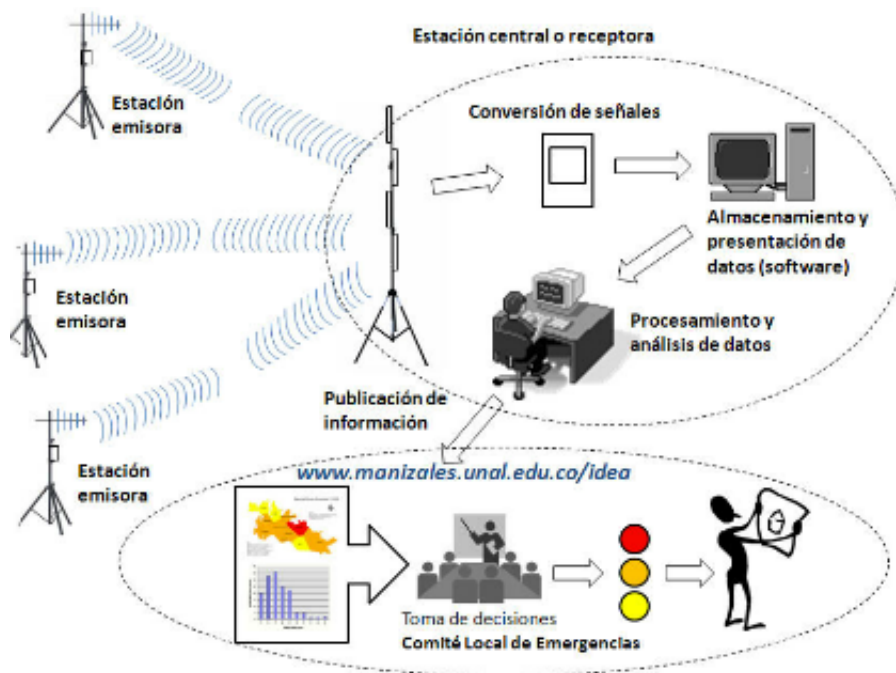 Estación central o receptora
Estación
emisora
Conversión de señales
Almacenamiento y
presentación de
datos (software)
Estación
emisora
Procesamiento y
análisis de datos
Publicación de
información
Estación
emisora
www.manizales.unal.edu.co/idea
Toma de decisiones
Comité Local de Emergencias